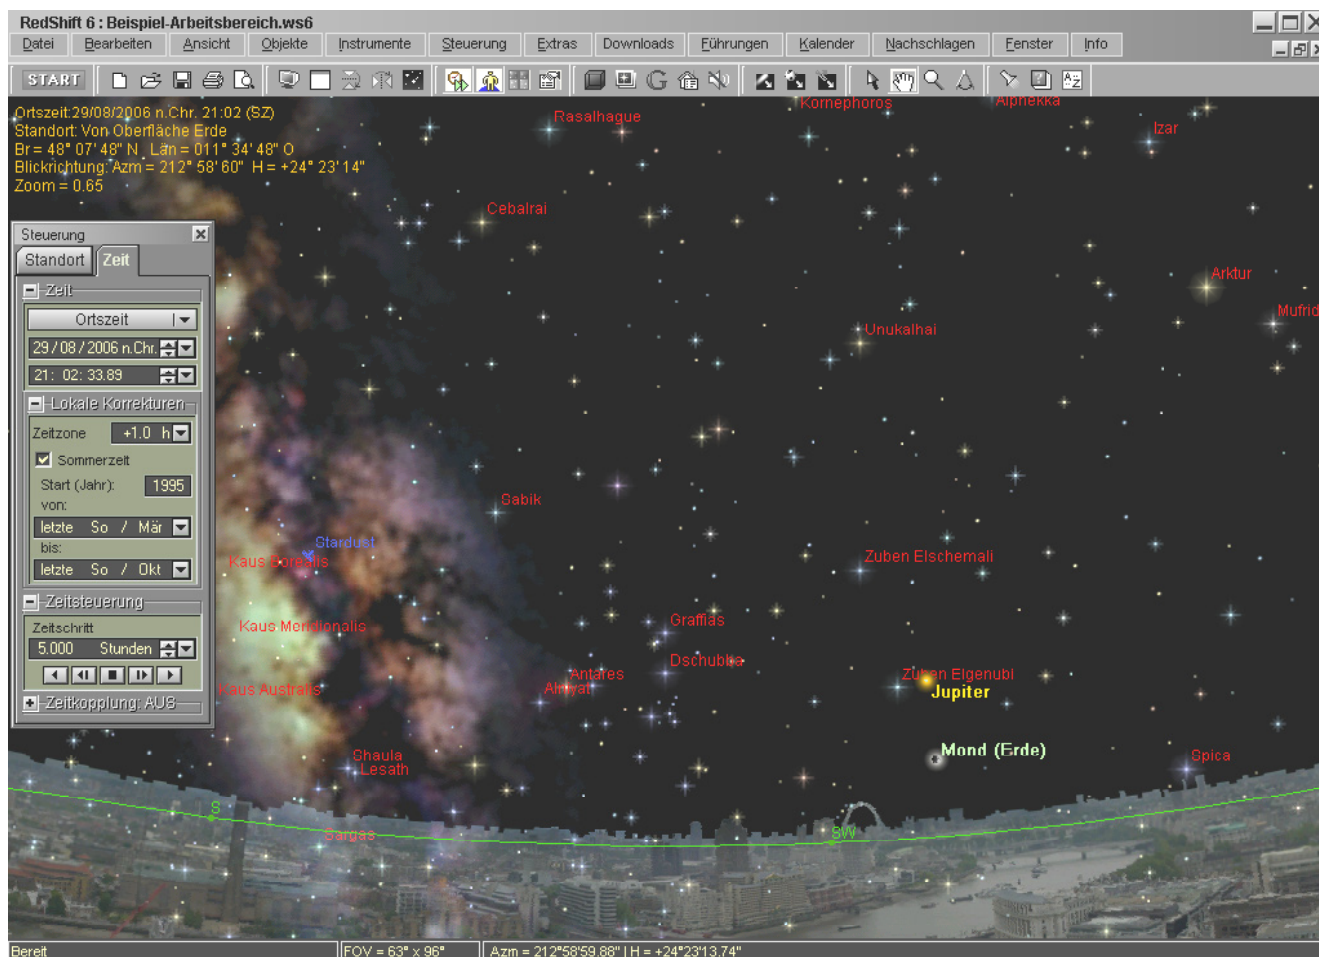 RedShift 6 : Beispiel-Arbeitsbereich.ws6
Datei Bearbeiten Ansicht Objekte Instrumente Steuerung Extras Downloads Führungen Kalender Nachschlagen Fenster Info
START
Ortszeit:29/08/2006 n.Chr. 21:02 (SZ)
Standort: Von Oberfläche Erde
Br = 48° 07' 48" N Län = 011° 34' 48" O
Blickrichtung: Azm = 212° 58' 60" H = +24° 23' 14"
Zoom = 0.65
Kornephoros
Alphekka
Rasalhague
Izar
Cebalrai
Arktur
Mufrid
Unukalhai
Sabik
Stardust
Kaus Borealis
Zuben Elschemali
Kaus Meridionalis
Graffias
Dschubba
Antares
Alniyat
Zuben Elgenubi
Kaus Australis
Jupiter
Mond (Erde)
Shaula
Lesath
Spica
S
Sargas
SW
Steuerung
Standort Zeit
Zeit
Ortszeit
29/08/2006 n.Chr.
21: 02: 33.89
Lokale Korrekturen
Zeitzone +1.0 h
Sommerzeit
Start (Jahr): 1995
von:
letzte So / Mär
bis:
letzte So / Okt
Zeitsteuerung
Zeitschritt
5.000 Stunden
Zeitkopplung: AUS
Bereit FOV = 63° x 96° Azm = 212°58'59.88" | H = +24°23'13.74"